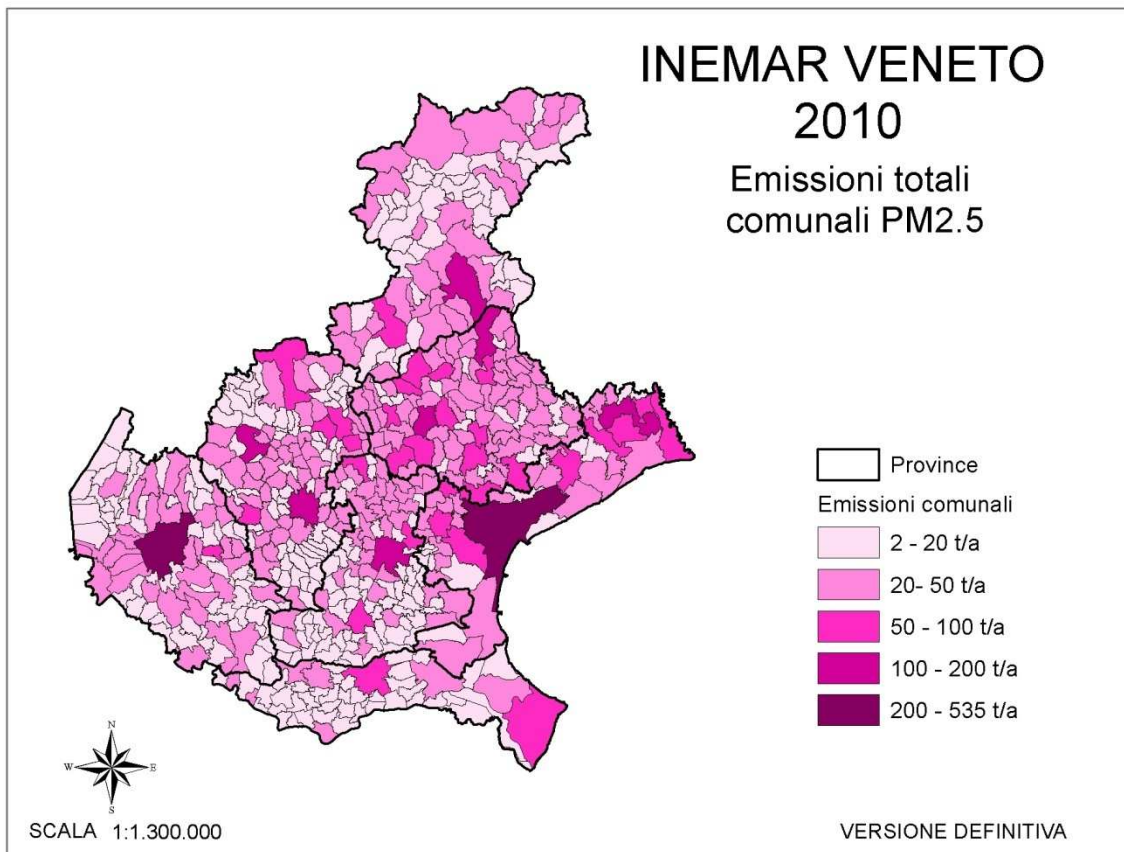 INEMAR VENETO
2010
Emissioni totali
comunali PM2.5
Province
Emissioni comunali
2 - 20 t/a
20- 50 t/a
50 - 100 t/a
100 - 200 t/a
200 - 535 t/a
N
W E
S
SCALA 1:1.300.000
VERSIONE DEFINITIVA